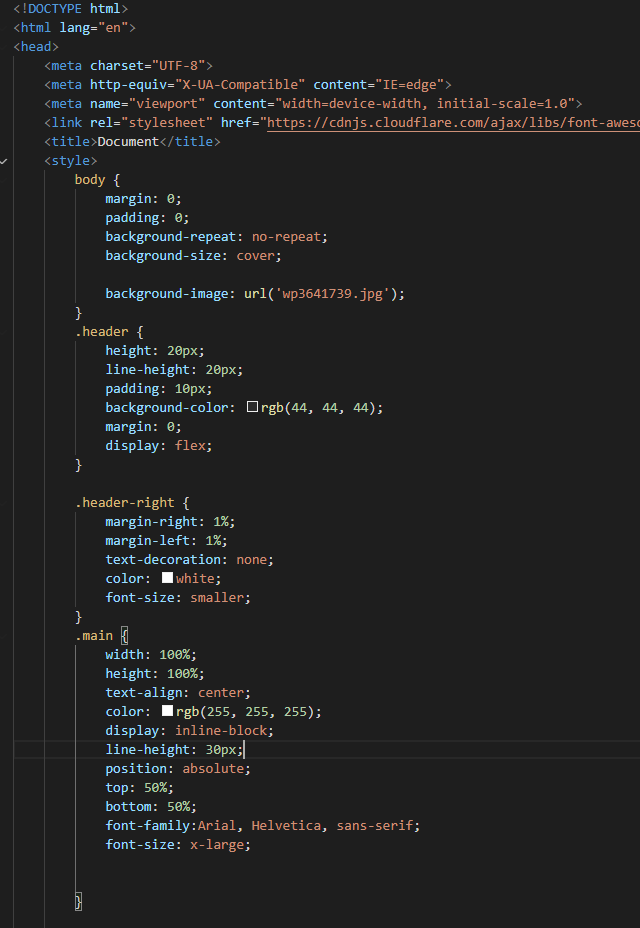 <!DOCTYPE html>
<html lang="en">
<head>
    <meta charset="UTF-8">
    <meta http-equiv="X-UA-Compatible" content="IE=edge">
    <meta name="viewport" content="width=device-width, initial-scale=1.0">
    <link rel="stylesheet" href="https://cdnjs.cloudflare.com/ajax/libs/font-aweso
    <title>Document</title>
    <style>
        body {
            margin: 0;
            padding: 0;
            background-repeat: no-repeat;
            background-size: cover;

            background-image: url('wp3641739.jpg');
        }
        .header {
            height: 20px;
            line-height: 20px;
            padding: 10px;
            background-color: rgb(44, 44, 44);
            margin: 0;
            display: flex;
        }

        .header-right {
            margin-right: 1%;
            margin-left: 1%;
            text-decoration: none;
            color: white;
            font-size: smaller;
        }
        .main {
            width: 100%;
            height: 100%;
            text-align: center;
            color: rgb(255, 255, 255);
            display: inline-block;
            line-height: 30px;
            position: absolute;
            top: 50%;
            bottom: 50%;
            font-family:Arial, Helvetica, sans-serif;
            font-size: x-large;


        }